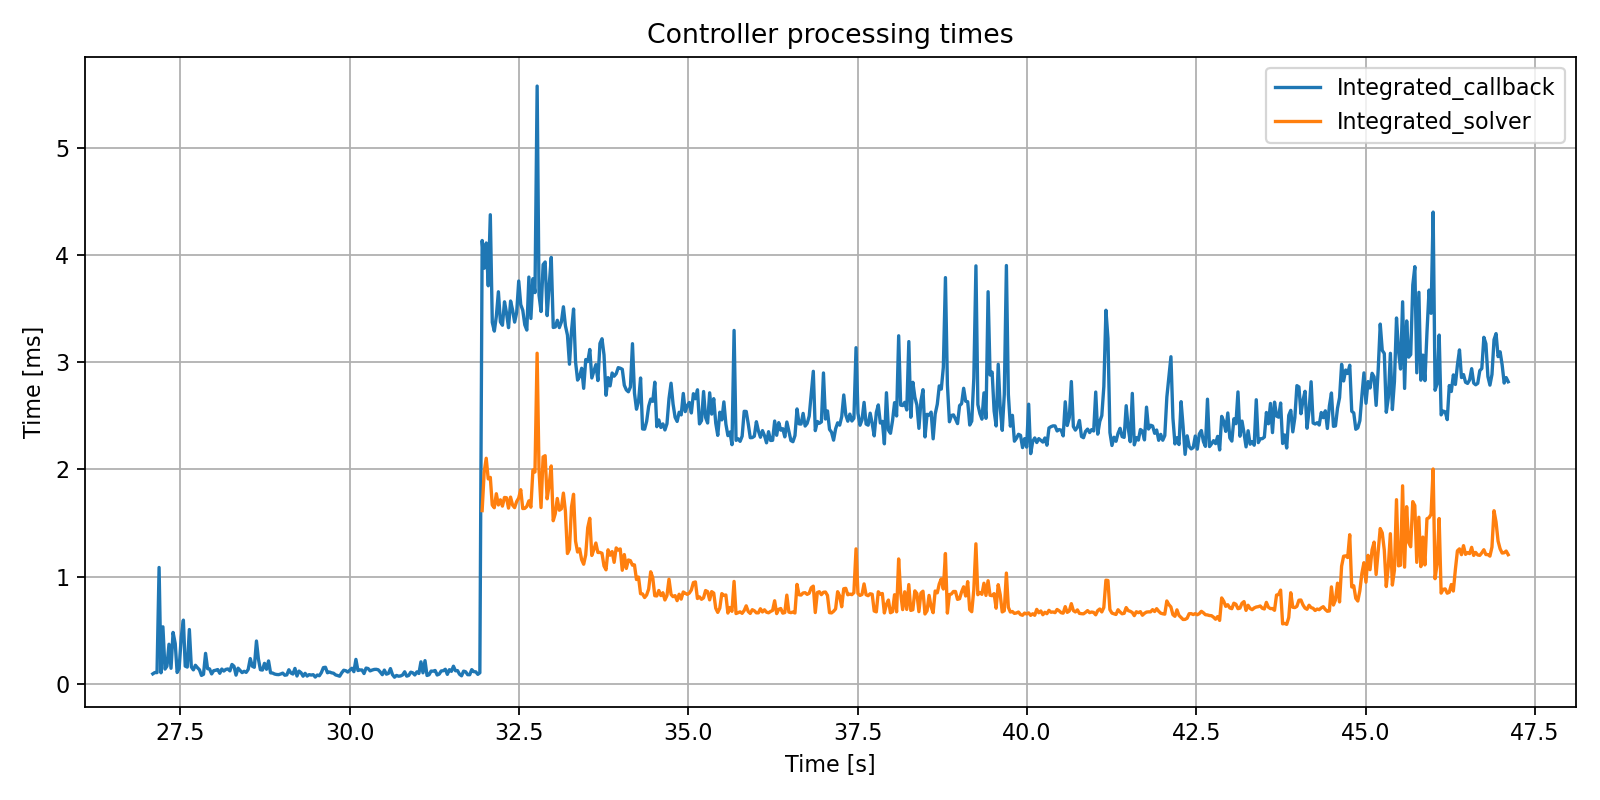 Controller processing times
Integrated_callback
Integrated_solver
Time [ms]
5
4
3
2
1
0
27.5 30.0 32.5 35.0 37.5 40.0 42.5 45.0 47.5
Time [s]